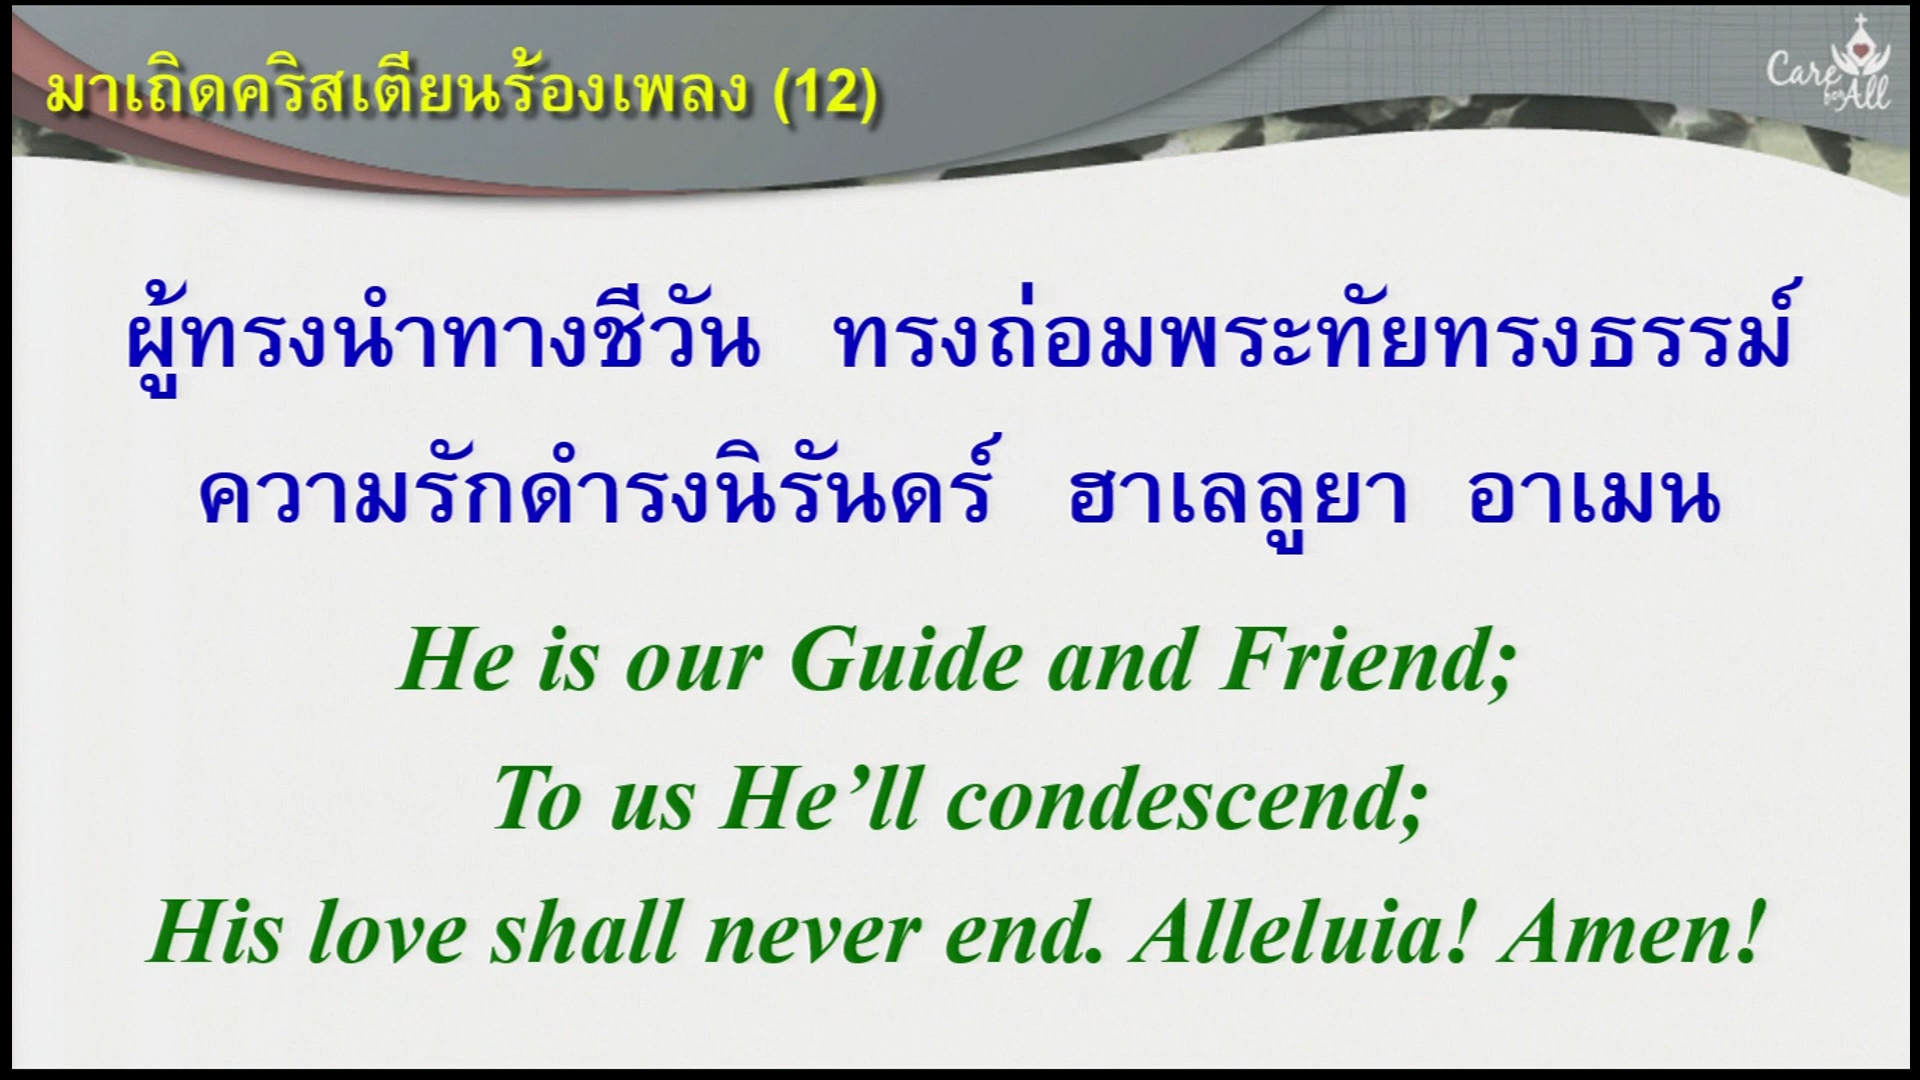 มาเถิดคริสเตียนร้องเพลง (12)
Care for All
ผู้ทรงนำทางชีวัน ทรงถ่อมพระทัยทรงธรรม์
ความรักดำรงนิรันดร์ ฮาเลลูยา อาเมน
He is our Guide and Friend;
To us He’ll condescend;
His love shall never end. Alleluia! Amen!